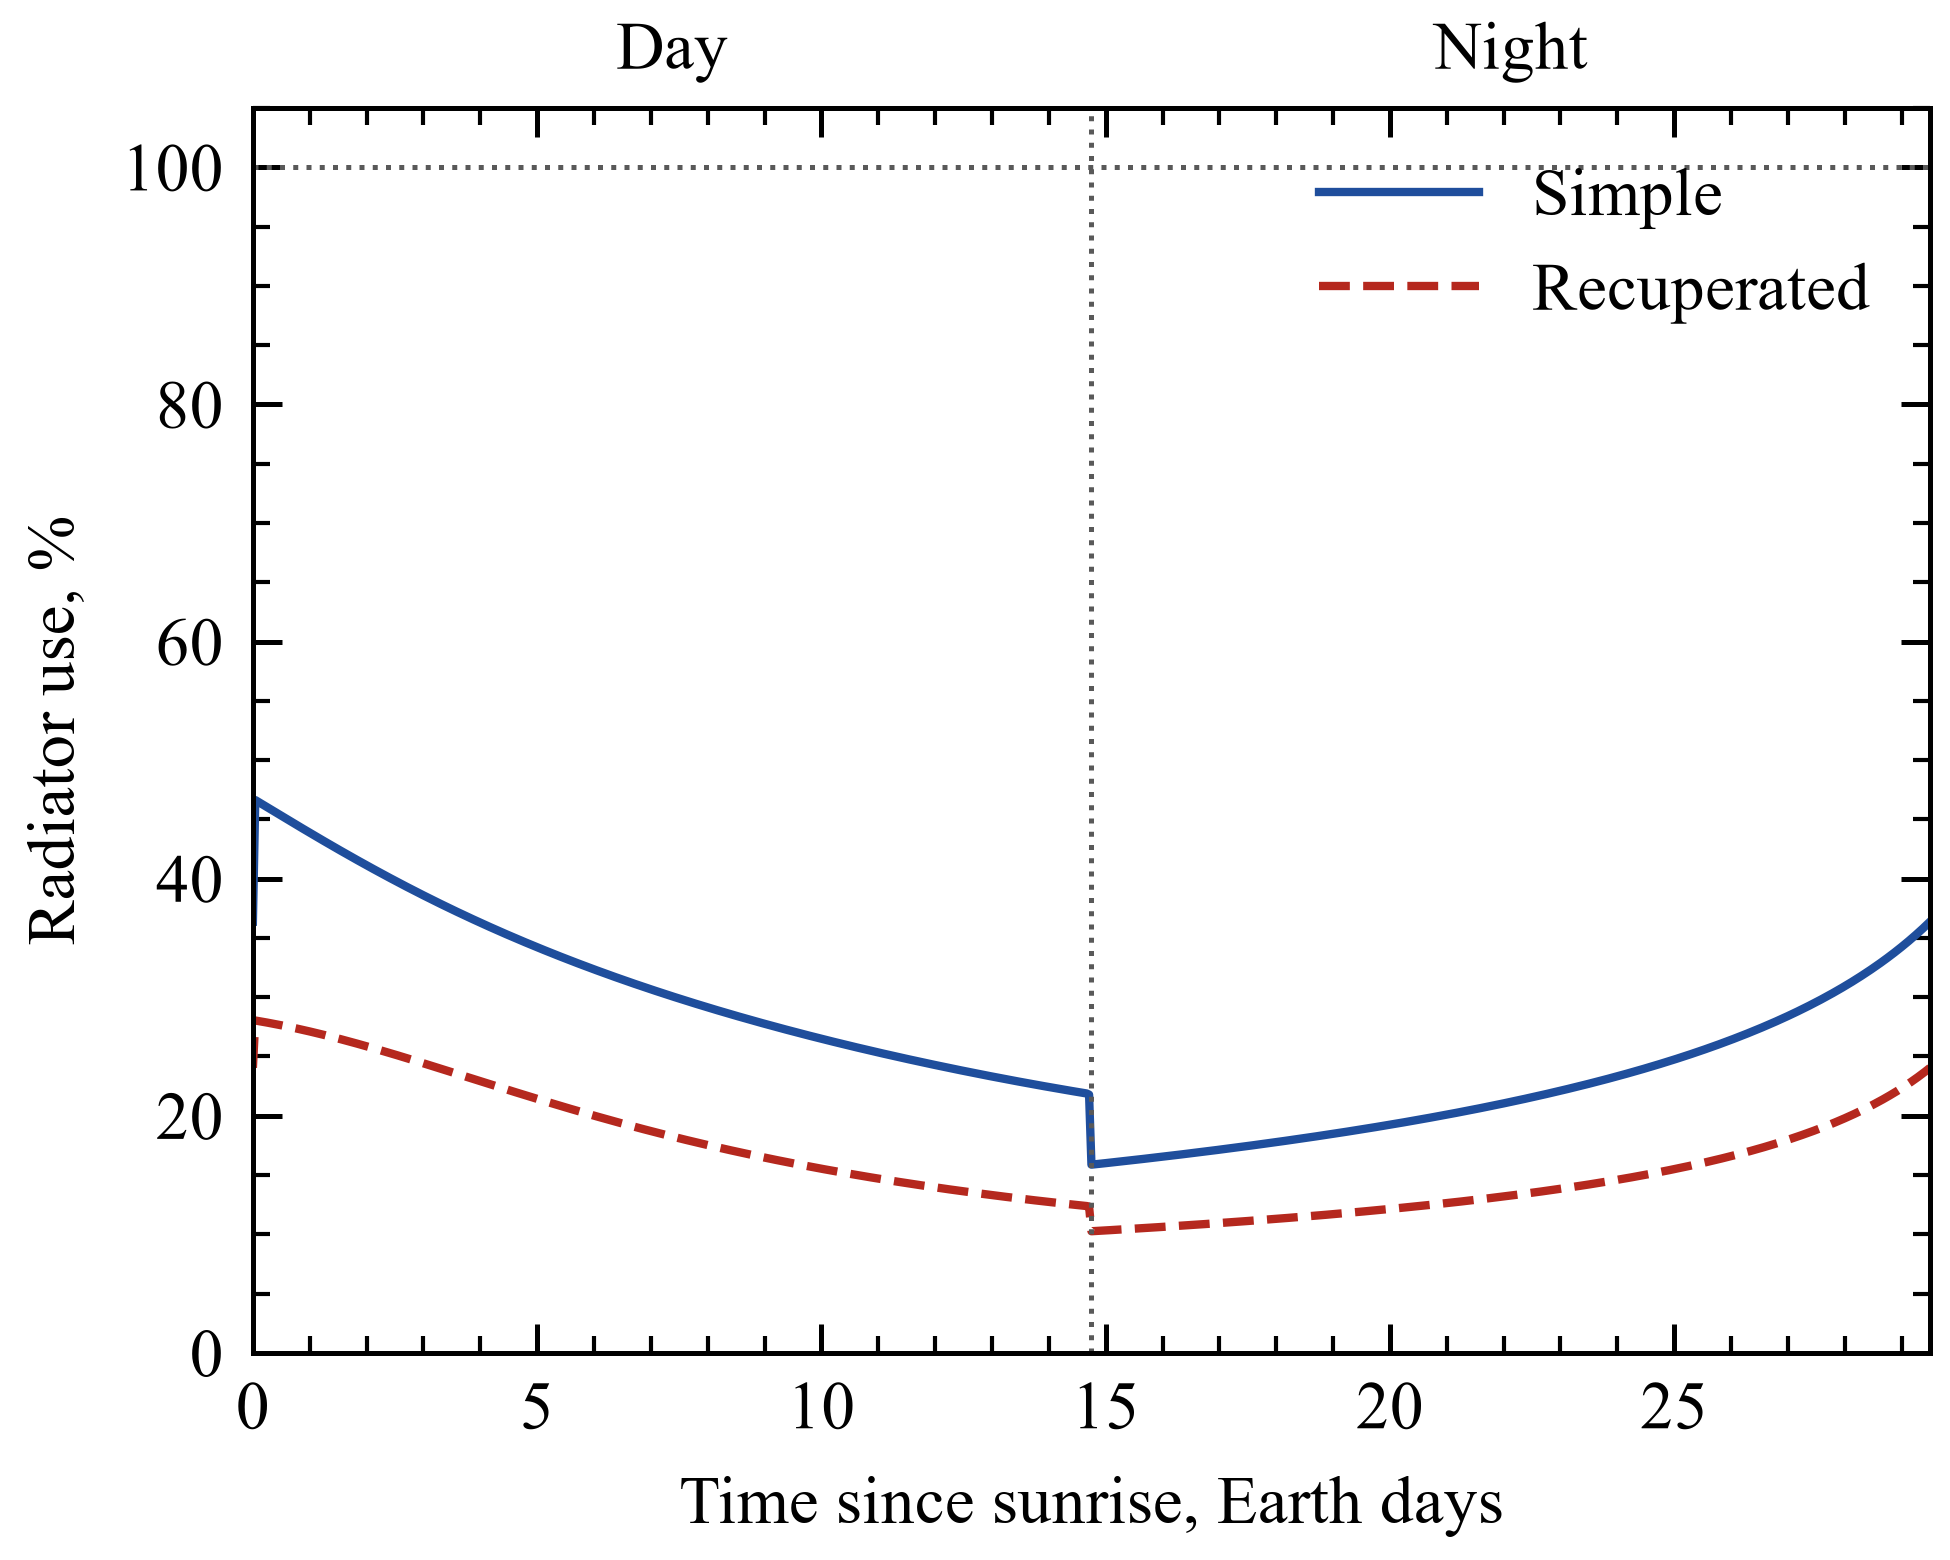 Day Night
100
80
60
40
20
0
Radiator use, %
Simple
Recuperated
0 5 10 15 20 25
Time since sunrise, Earth days